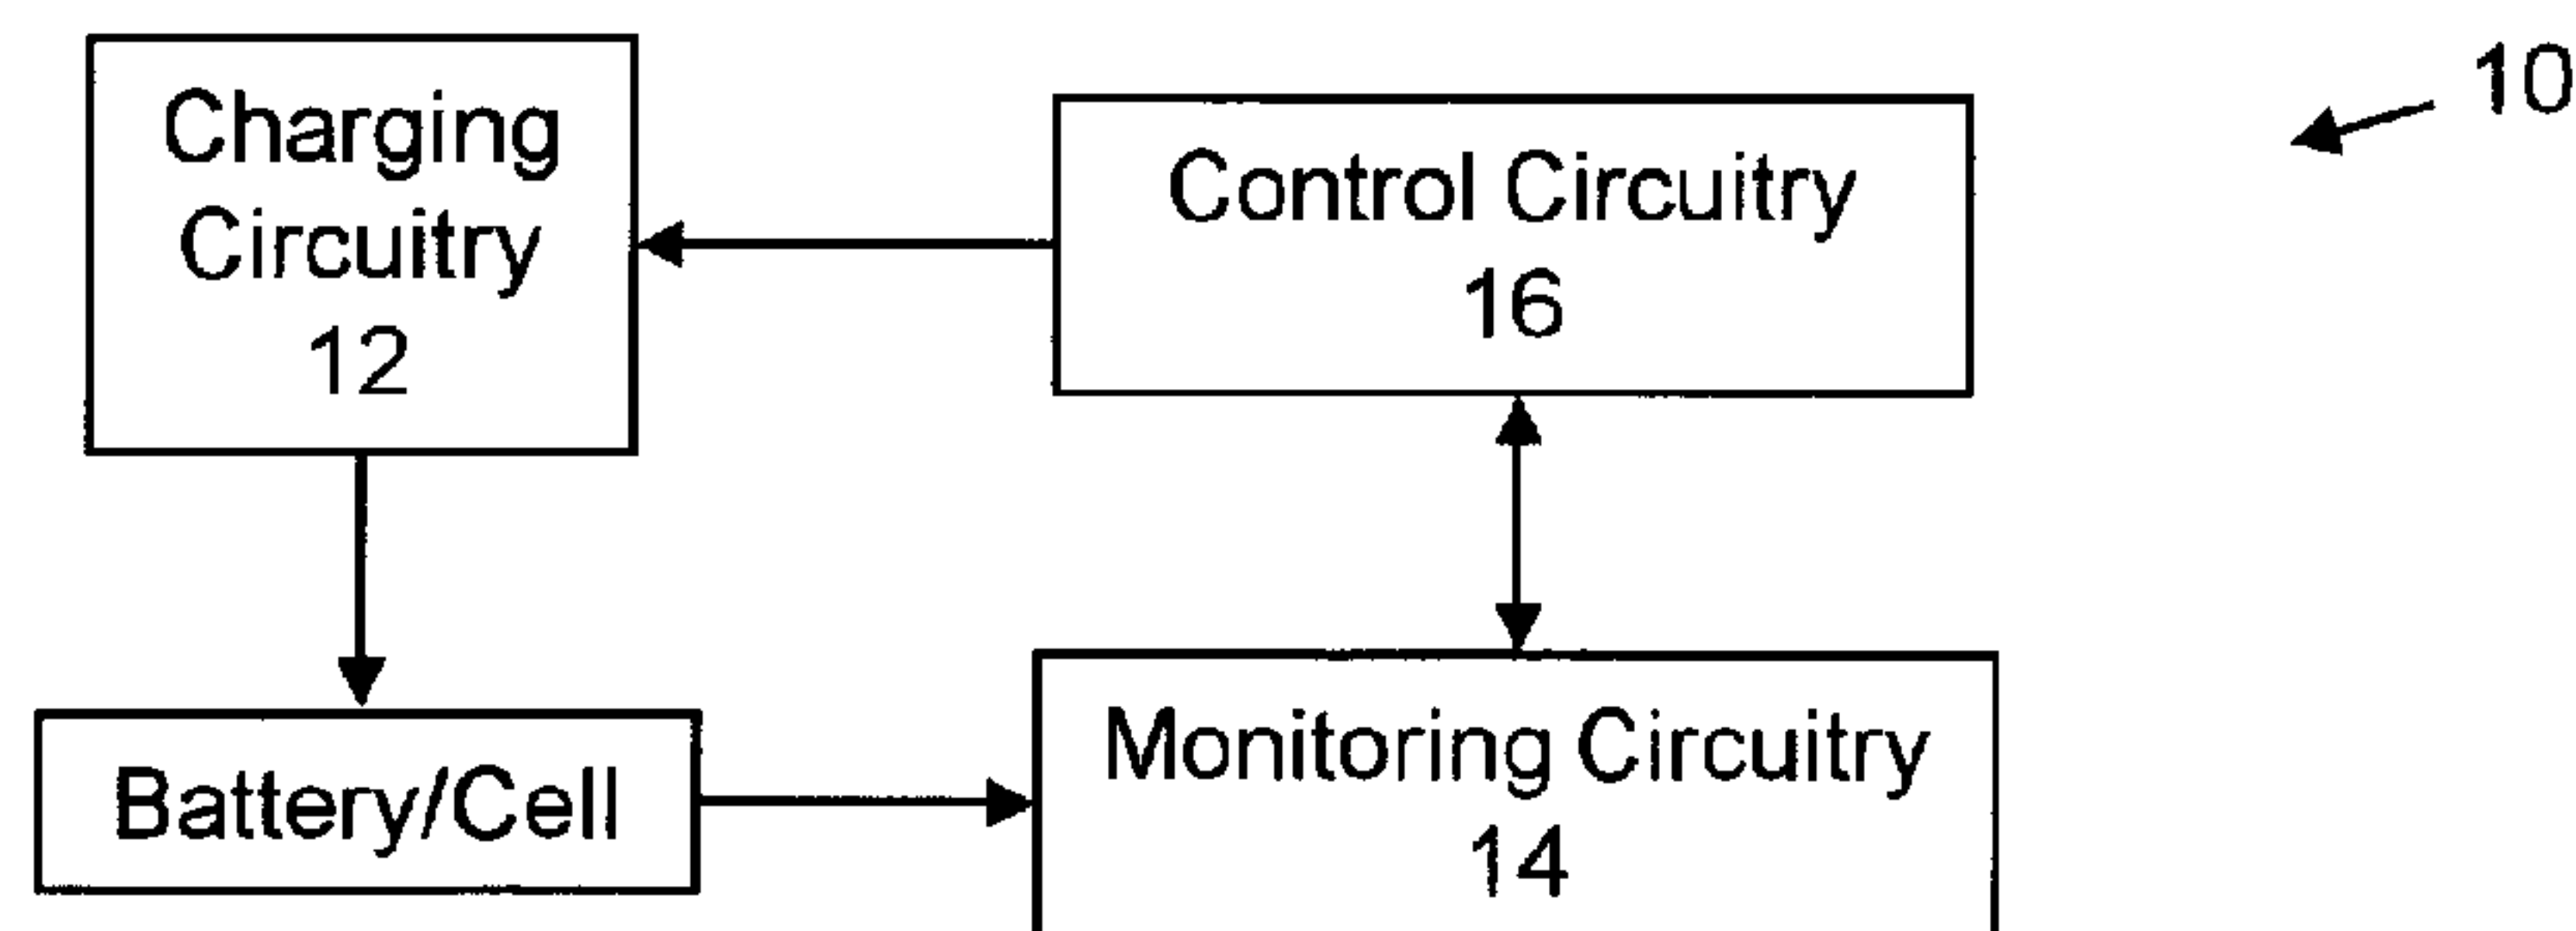 Charging
Circuitry
12
Control Circuitry
16
10
Battery/Cell
Monitoring Circuitry
14